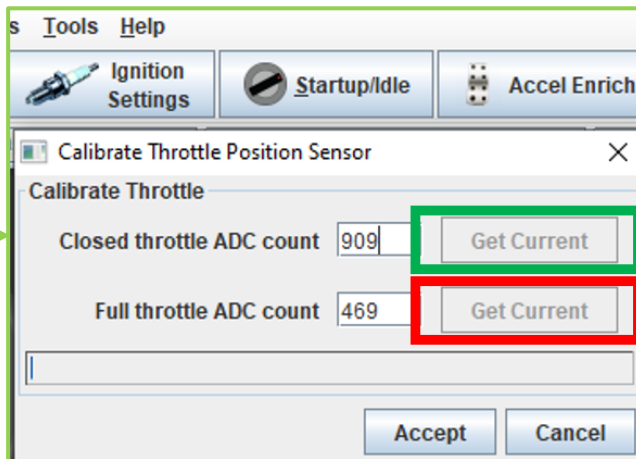 s Tools Help
Ignition
Settings
Startup/Idle
Accel Enrich
Calibrate Throttle Position Sensor
Calibrate Throttle
Closed throttle ADC count 909 Get Current
Full throttle ADC count 469 Get Current
Accept Cancel